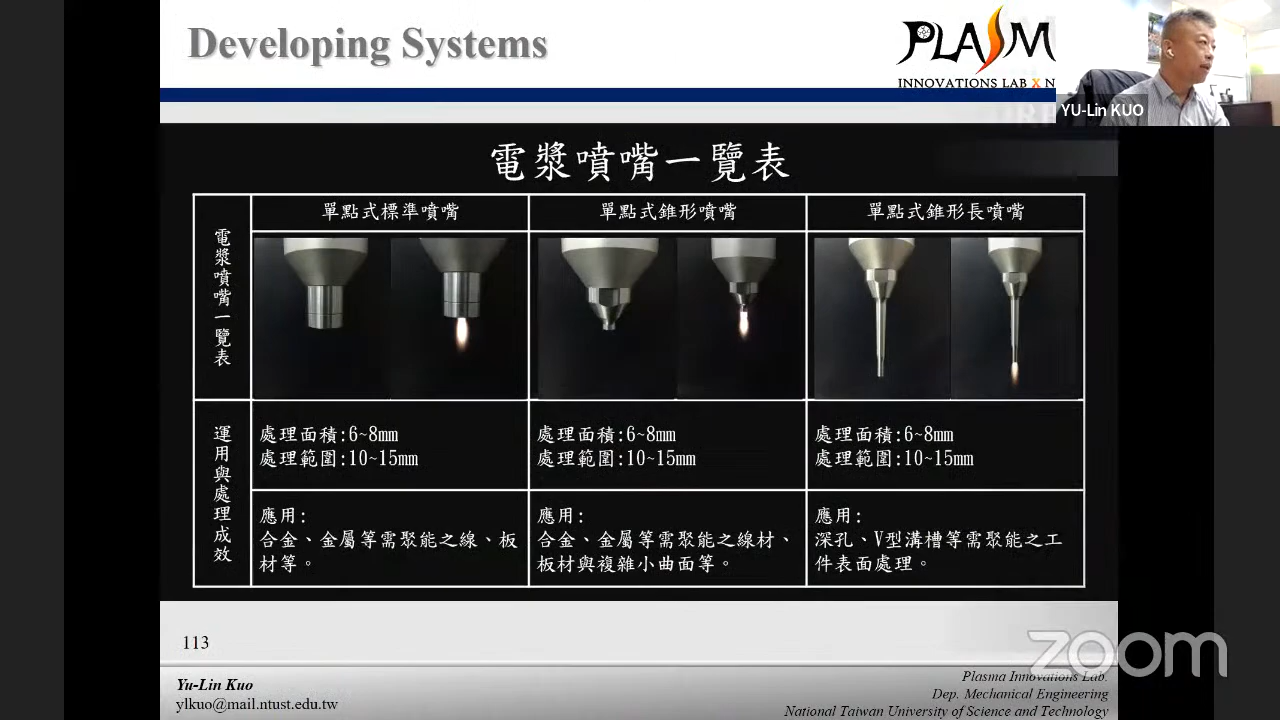 Developing Systems
PLASM
INNOVATIONS LAB X N
YU-Lin KUO
電漿噴嘴一覽表
電漿噴嘴一覽表
單點式標準噴嘴
單點式錐形噴嘴
單點式錐形長噴嘴
運用與處理成效
處理面積:6~8mm
處理範圍:10~15mm
處理面積:6~8mm
處理範圍:10~15mm
處理面積:6~8mm
處理範圍:10~15mm
應用:
合金、金屬等需聚能之線、板
材等。
應用:
合金、金屬等需聚能之線材、
板材與複雜小曲面等。
應用:
深孔、V型溝槽等需聚能之工
件表面處理。
113
zoom
Yu-Lin Kuo
ylkuo@mail.ntust.edu.tw
Plasma Innovations Lab.
Dep. Mechanical Engineering
National Taiwan University of Science and Technology